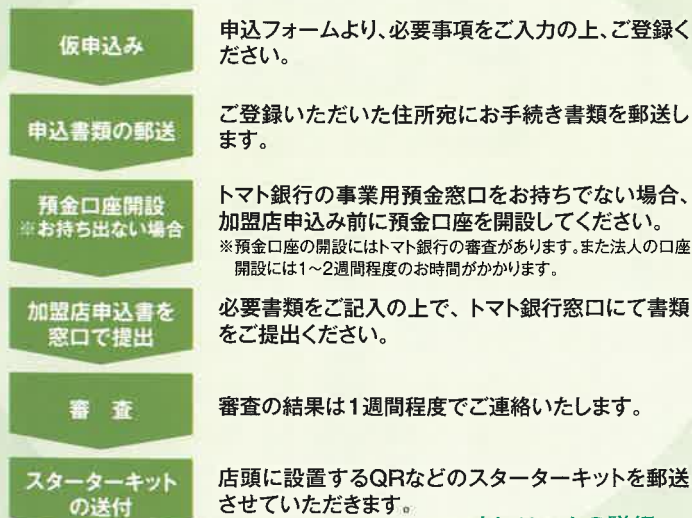 仮申込み
申込フォームより、必要事項をご入力の上、ご登録く
ださい。
申込書類の郵送
ご登録いただいた住所宛にお手続き書類を郵送し
ます。
預金口座開設
※お持ち出ない場合
トマト銀行の事業用預金窓口をお持ちでない場合、
加盟店申込み前に預金口座を開設してください。
※預金口座の開設にはトマト銀行の審査があります。また法人の口座
開設には1~2週間程度のお時間がかかります。
加盟店申込書を
窓口で提出
必要書類をご記入の上で、トマト銀行窓口にて書類
をご提出ください。
審 査
審査の結果は1週間程度でご連絡いたします。
スターターキット
の送付
店頭に設置するQRなどのスターターキットを郵送
させていただきます。